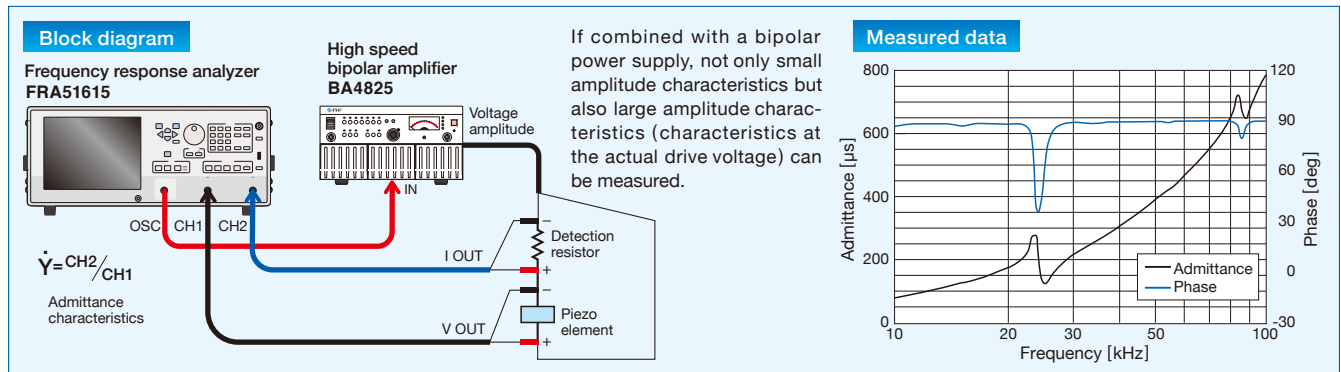 Block diagram
Frequency response analyzer
FRA51615
High speed
bipolar amplifier
BA4825
NF
Voltage
amplitude
IN
OSC
CH1
CH2
I OUT
V OUT
−
Detection
resistor
+
−
Piezo
element
+
Ẏ=CH2/CH1
Admittance
characteristics
If combined with a bipolar
power supply, not only small
amplitude characteristics but
also large amplitude charac-
teristics (characteristics at
the actual drive voltage) can
be measured.
Measured data
800
600
400
200
0
Admittance [µs]
120
90
60
30
0
-30
Phase [deg]
Admittance
Phase
10
20
30
50
100
Frequency [kHz]